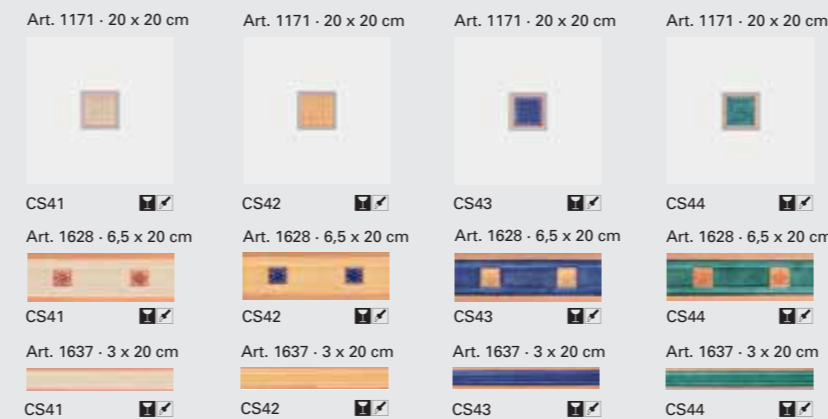 Art. 1171 · 20 x 20 cm Art. 1171 · 20 x 20 cm Art. 1171 · 20 x 20 cm Art. 1171 · 20 x 20 cm
CS41 CS42 CS43 CS44
Art. 1628 · 6,5 x 20 cm Art. 1628 · 6,5 x 20 cm Art. 1628 · 6,5 x 20 cm Art. 1628 · 6,5 x 20 cm
CS41 CS42 CS43 CS44
Art. 1637 · 3 x 20 cm Art. 1637 · 3 x 20 cm Art. 1637 · 3 x 20 cm Art. 1637 · 3 x 20 cm
CS41 CS42 CS43 CS44